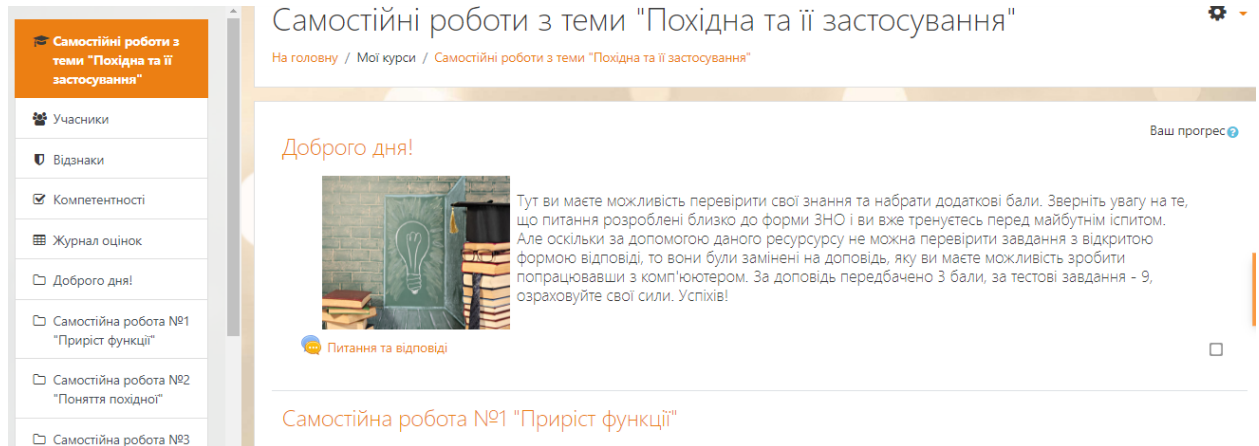 Самостійні роботи з
теми "Похідна та її
застосування"
Учасники
Відзнаки
Компетентності
Журнал оцінок
Доброго дня!
Самостійна робота №1
"Приріст функції"
Самостійна робота №2
"Поняття похідної"
Самостійна робота №3
Самостійні роботи з теми "Похідна та її застосування"
На головну / Мої курси / Самостійні роботи з теми "Похідна та її застосування"
Ваш прогрес
Доброго дня!
Тут ви маєте можливість перевірити свої знання та набрати додаткові бали. Зверніть увагу на те,
що питання розроблені близко до форми ЗНО і ви вже тренуєтесь перед майбутнім іспитом.
Але оскільки за допомогою даного ресурсурсу не можна перевірити завдання з відкритою
формою відповіді, то вони були замінені на доповідь, яку ви маєте можливість зробити
попрацювавши з комп'ютером. За доповідь передбачено 3 бали, за тестові завдання - 9,
озраховуйте свої сили. Успіхів!
Питання та відповіді
Самостійна робота №1 "Приріст функції"